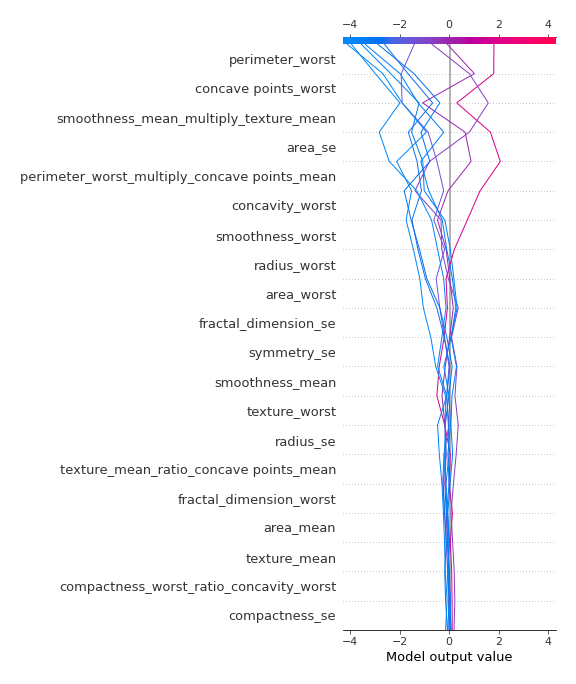 −4 −2 0 2 4
perimeter_worst
concave points_worst
smoothness_mean_multiply_texture_mean
area_se
perimeter_worst_multiply_concave points_mean
concavity_worst
smoothness_worst
radius_worst
area_worst
fractal_dimension_se
symmetry_se
smoothness_mean
texture_worst
radius_se
texture_mean_ratio_concave points_mean
fractal_dimension_worst
area_mean
texture_mean
compactness_worst_ratio_concavity_worst
compactness_se
−4 −2 0 2 4
Model output value